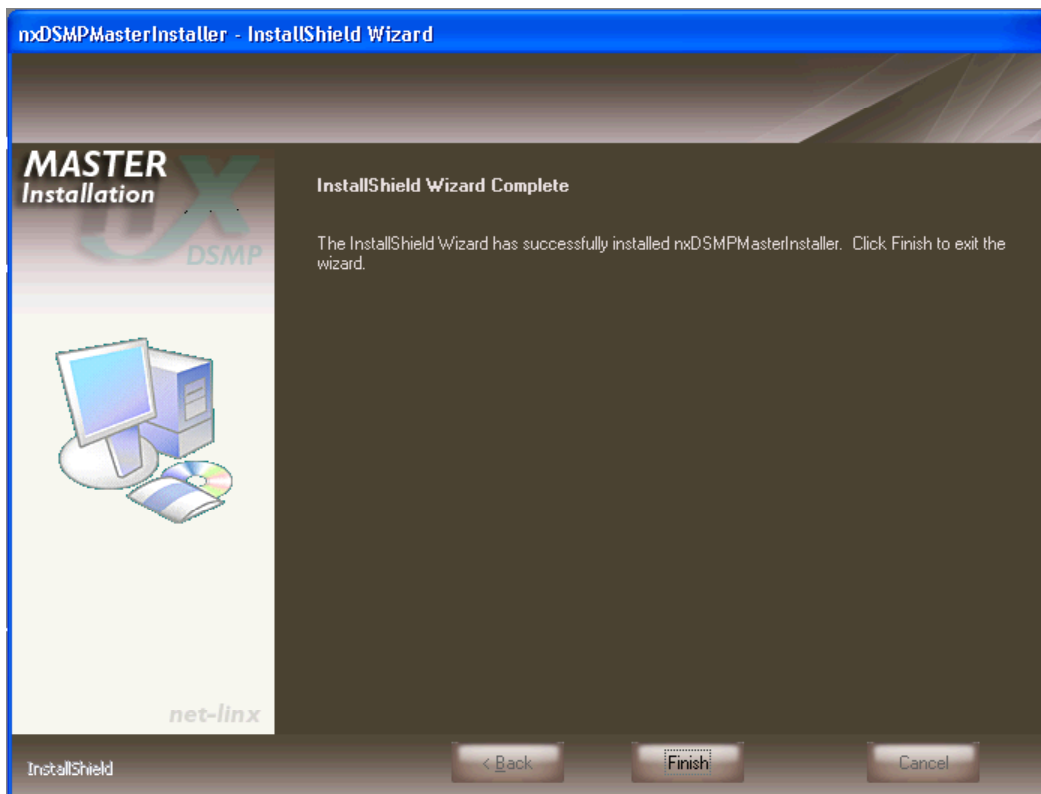 nxDSMPMasterInstaller - InstallShield Wizard
MASTER
Installation
nX
DSMP
InstallShield Wizard Complete
The InstallShield Wizard has successfully installed nxDSMPMasterInstaller. Click Finish to exit the
wizard.
net-linx
InstallShield
< Back
Finish
Cancel